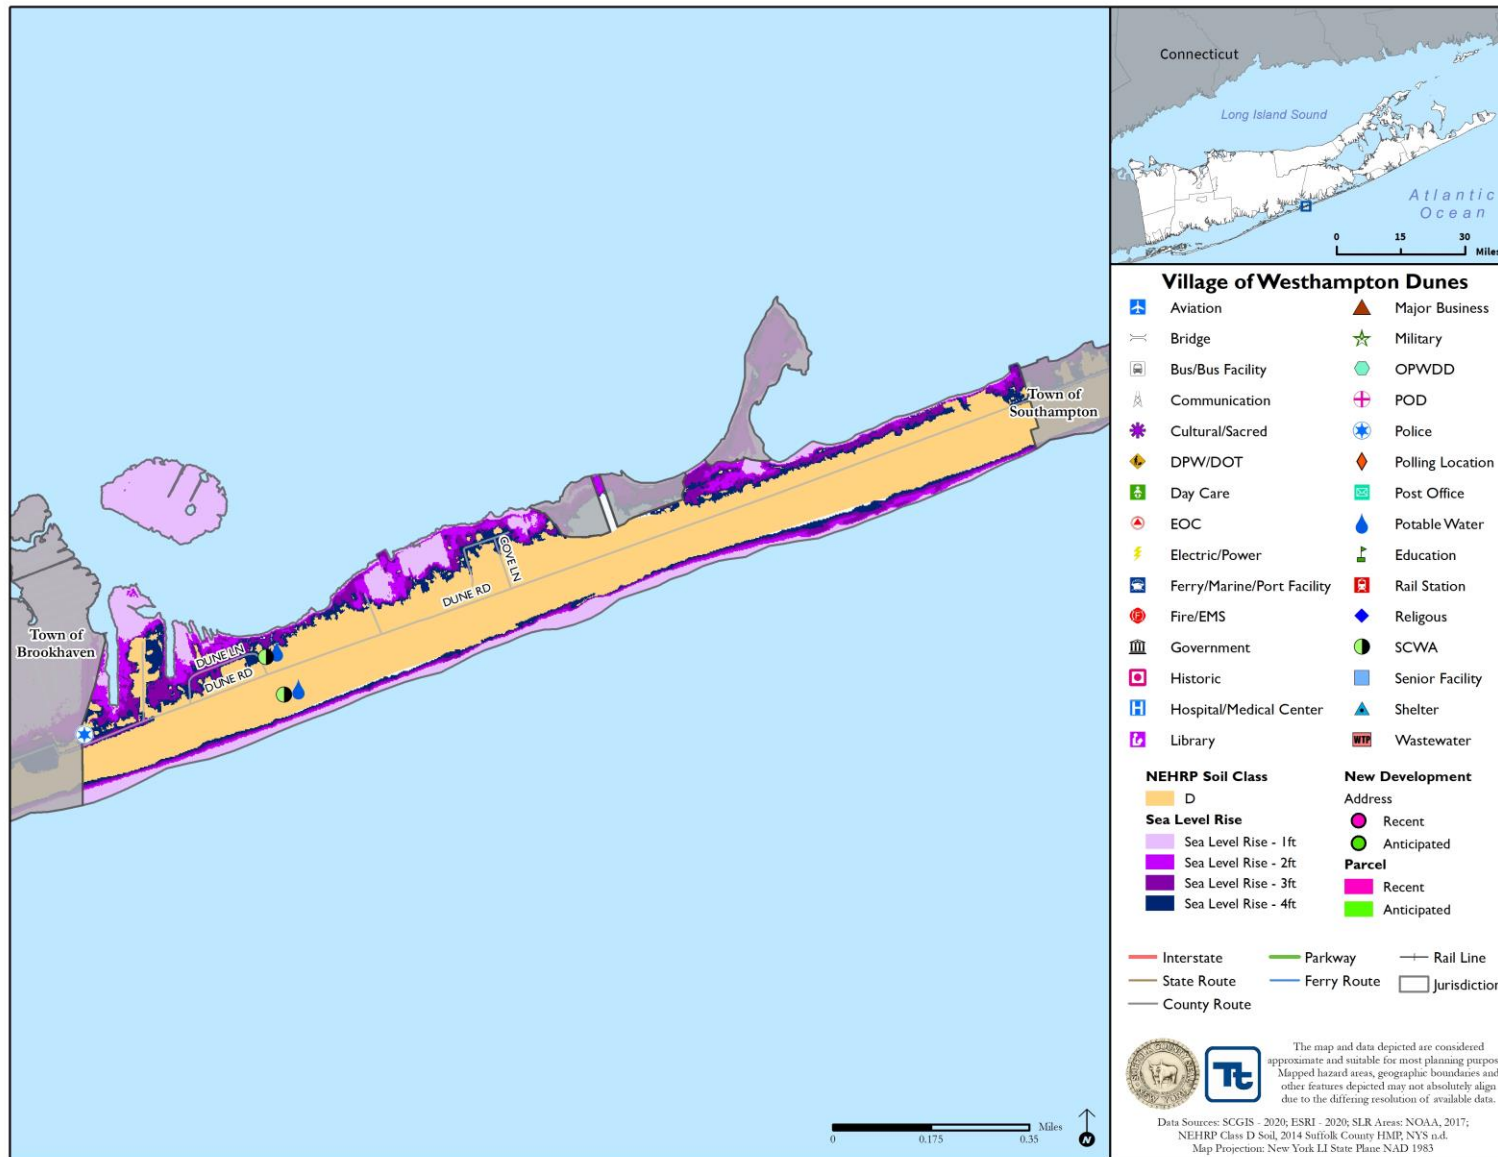 Connecticut
Long Island Sound
Atlantic
Ocean
0 15 30
Miles
Village of Westhampton Dunes
Aviation
Bridge
Bus/Bus Facility
Communication
Cultural/Sacred
DPW/DOT
Day Care
EOC
Electric/Power
Ferry/Marine/Port Facility
Fire/EMS
Government
Historic
Hospital/Medical Center
Library
Major Business
Military
OPWDD
POD
Police
Polling Location
Post Office
Potable Water
Education
Rail Station
Religous
SCWA
Senior Facility
Shelter
WTP Wastewater
NEHRP Soil Class
D
Sea Level Rise
Sea Level Rise - 1ft
Sea Level Rise - 2ft
Sea Level Rise - 3ft
Sea Level Rise - 4ft
New Development
Address
Recent
Anticipated
Parcel
Recent
Anticipated
Interstate
State Route
County Route
Parkway
Ferry Route
Rail Line
Jurisdiction
Tt
The map and data depicted are considered
approximate and suitable for most planning purpos
Mapped hazard areas, geographic boundaries and
other features depicted may not absolutely align
due to the differing resolution of available data.
Data Sources: SCGIS - 2020; ESRI - 2020; SLR Areas: NOAA, 2017;
NEHRP Class D Soil, 2014 Suffolk County HMP, NYS n.d.
Map Projection: New York LI State Plane NAD 1983
Town of
Southampton
COVE LN
DUNE RD
Town of
Brookhaven
DUNE LN
DUNE RD
Miles
0 0.175 0.35
N